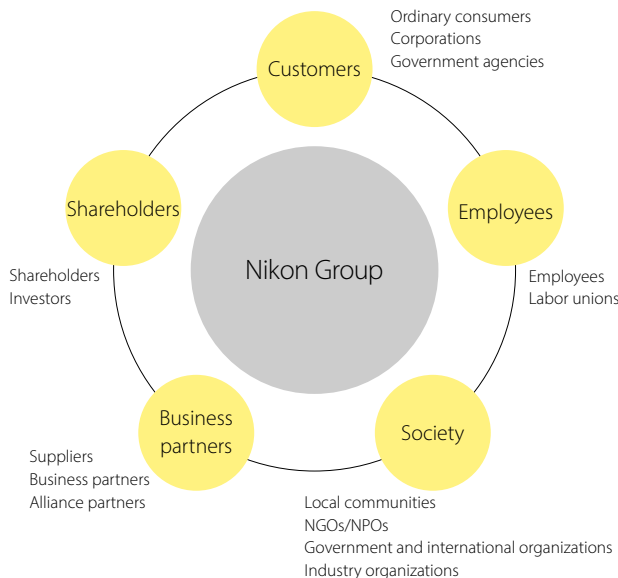 Ordinary consumers
Corporations
Government agencies
Customers
Shareholders
Employees
Nikon Group
Shareholders
Investors
Employees
Labor unions
Business
partners
Society
Suppliers
Business partners
Alliance partners
Local communities
NGOs/NPOs
Government and international organizations
Industry organizations